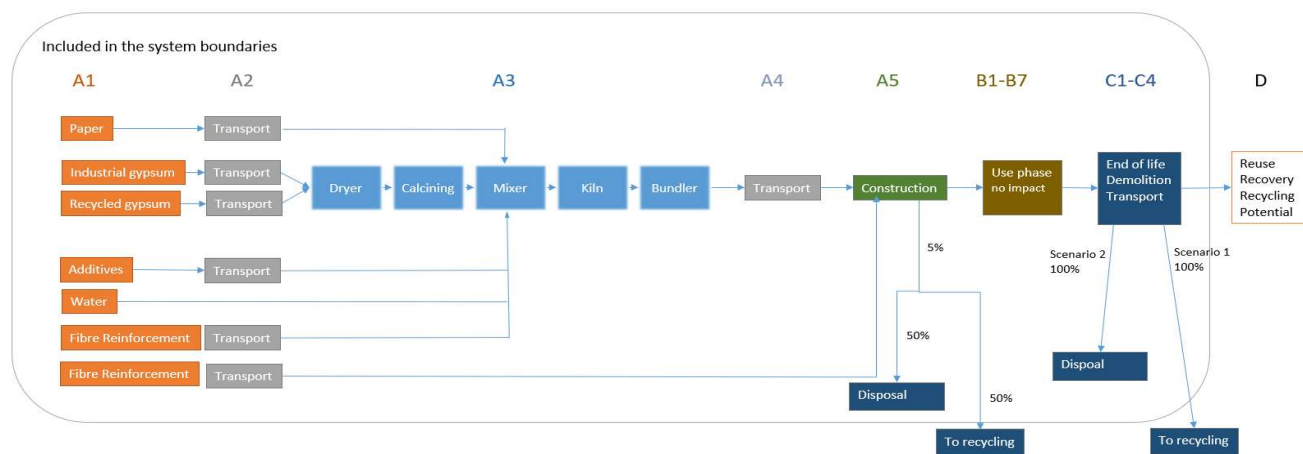 Included in the system boundaries
A1 A2 A3 A4 A5 B1-B7 C1-C4 D
Paper Transport
Industrial gypsum Transport
Recycled gypsum Transport
Dryer Calcining Mixer Kiln Bundler Transport Construction
Use phase
no impact
End of life
Demolition
Transport
Reuse
Recovery
Recycling
Potential
Additives Transport
Water
Fibre Reinforcement Transport
Fibre Reinforcement Transport
5%
50%
Disposal
50%
To recycling
Scenario 2
100%
Dispoal
Scenario 1
100%
To recycling